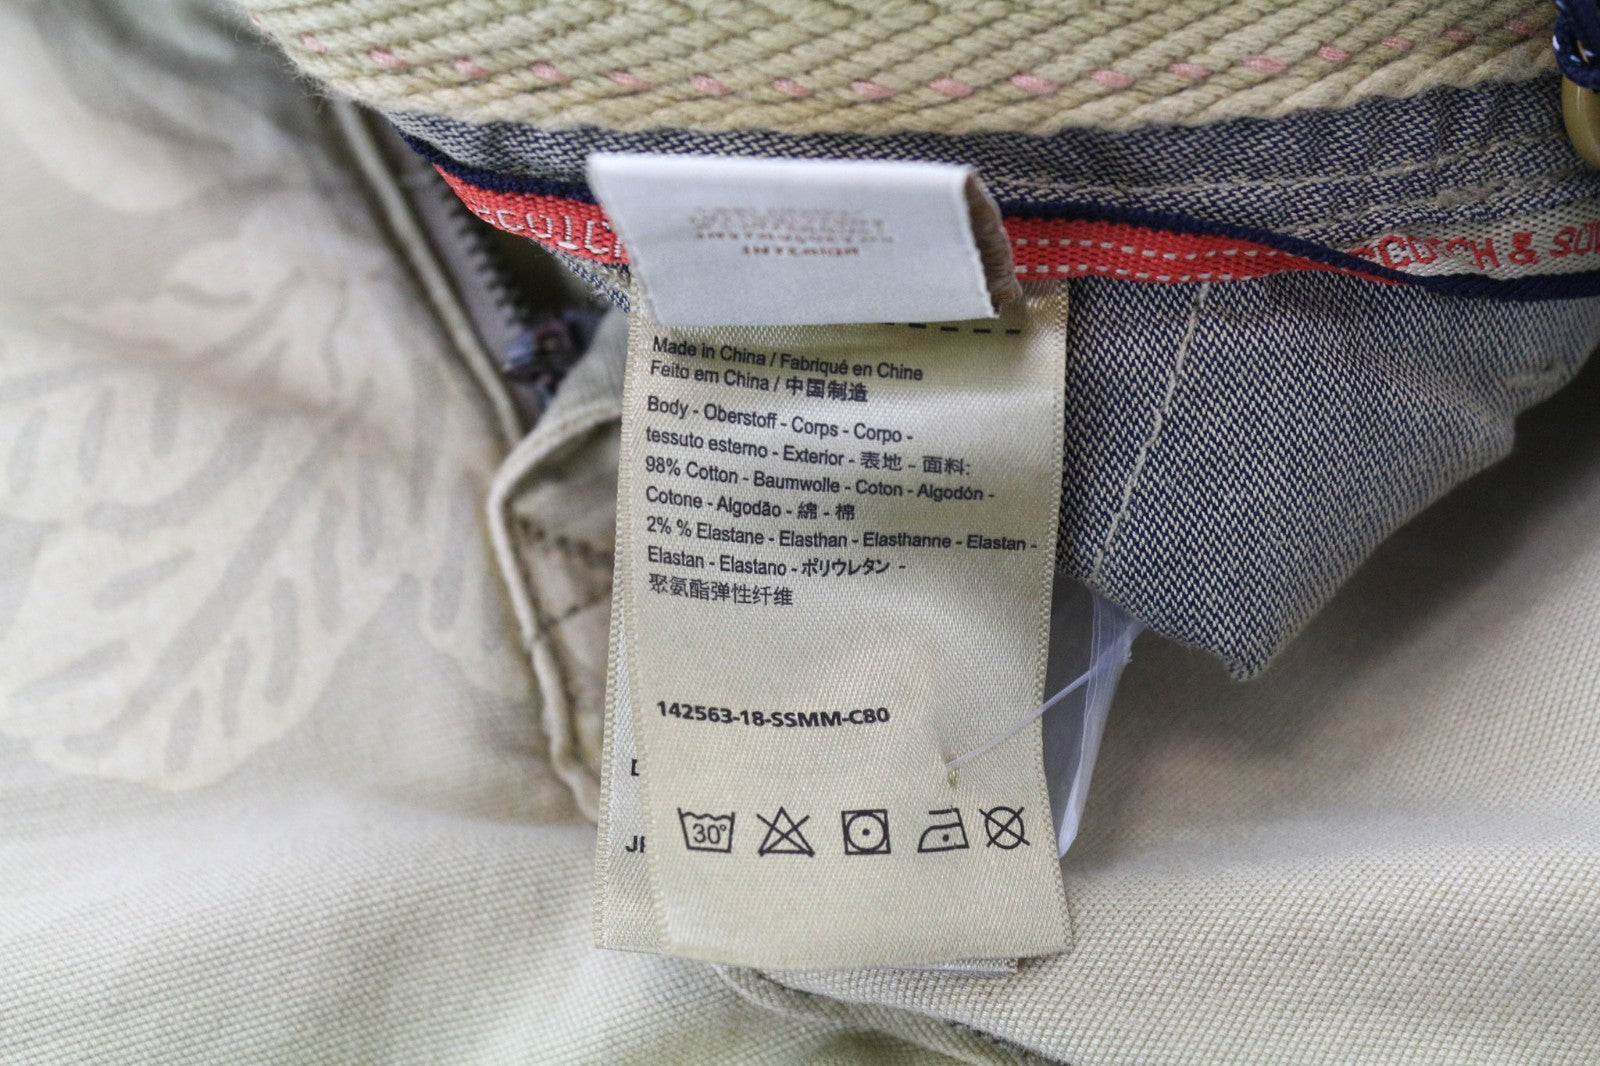 SCOTCH & SO
Made in China / Fabriqué en Chine
Feito em China / 中国制造
Body - Oberstoff - Corps - Corpo -
tessuto esterno - Exterior - 表地 - 面料:
98% Cotton - Baumwolle - Coton - Algodón -
Cotone - Algodão - 綿 - 棉
2% % Elastane - Elasthan - Elasthanne - Elastan -
Elastan - Elastano - ポリウレタン -
聚氨酯弹性纤维
142563-18-SSMM-C80
30°